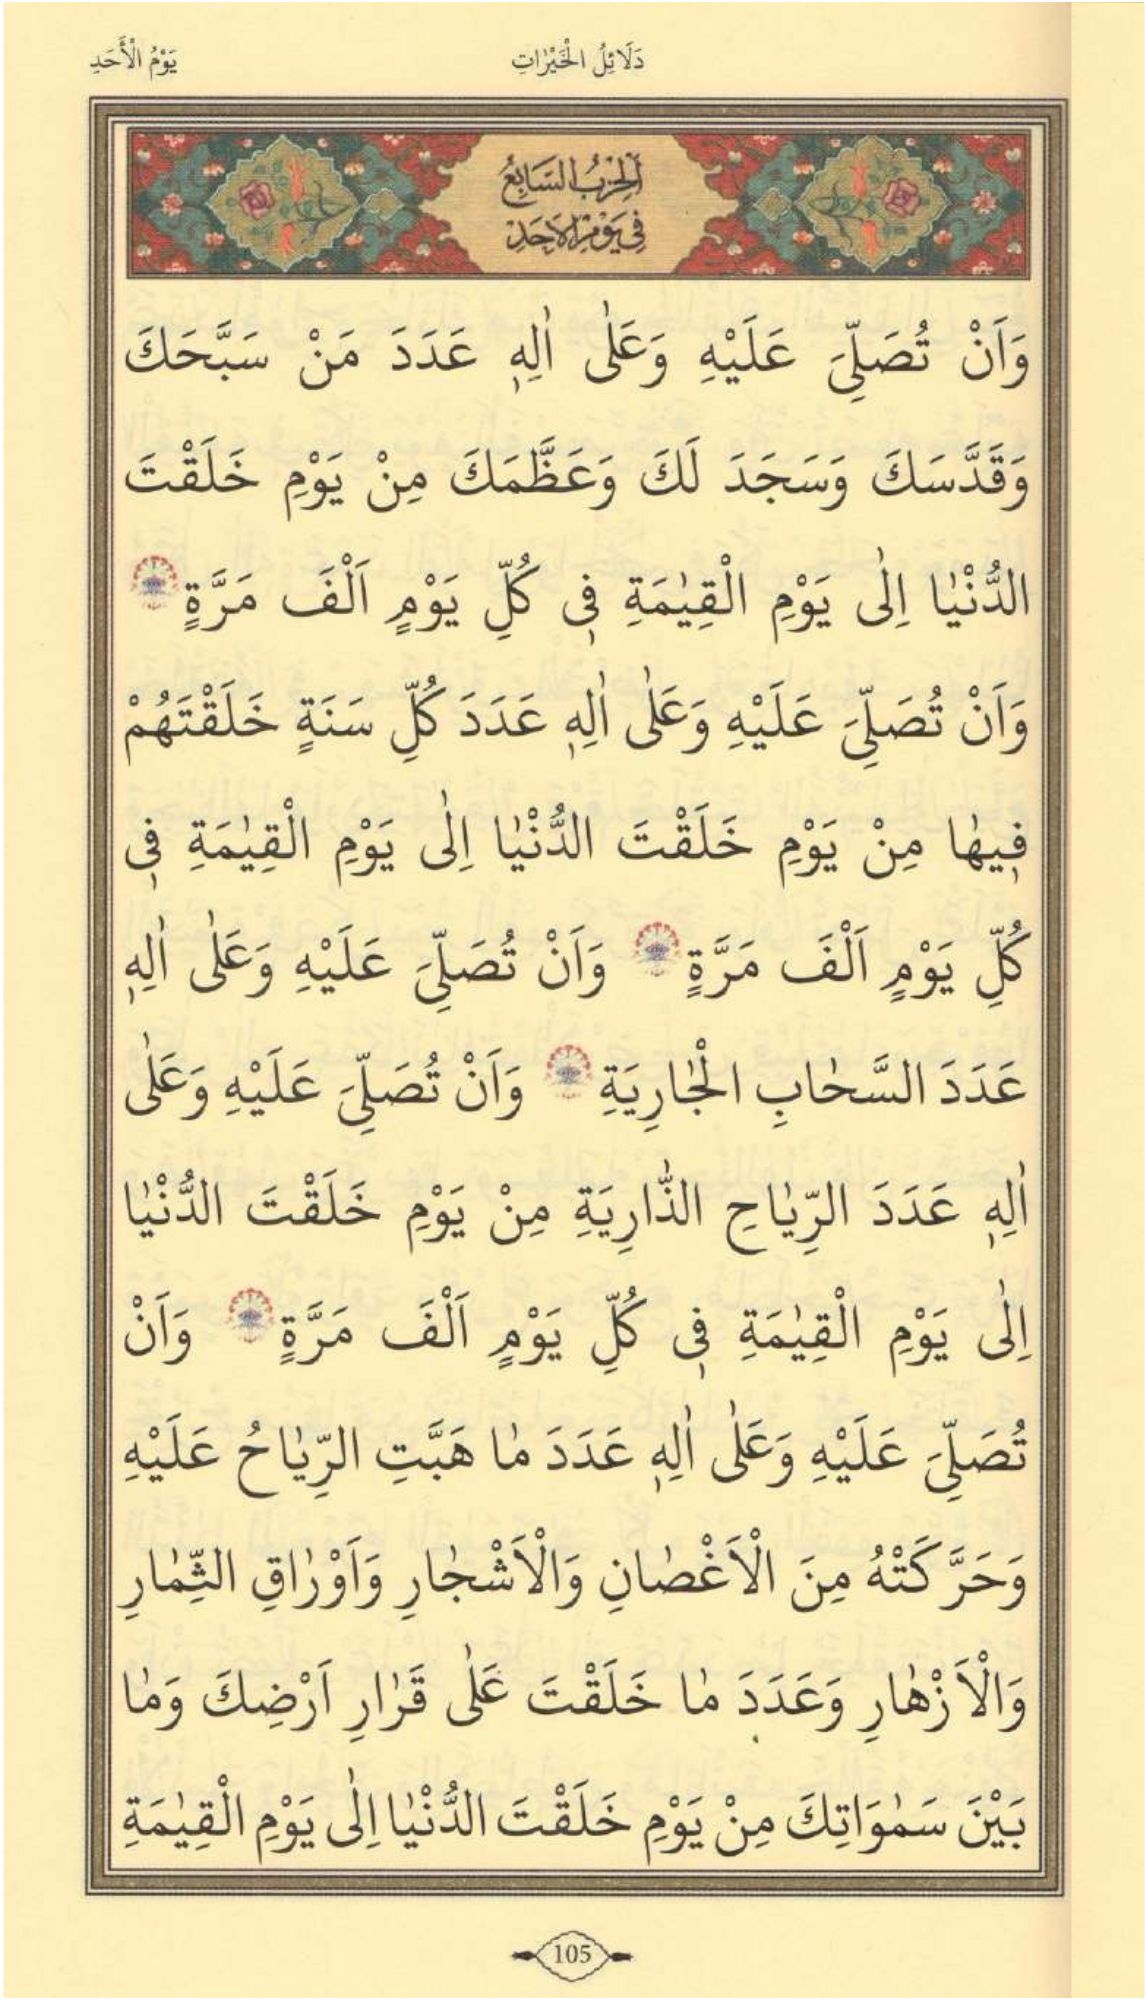 دَلَائِلُ الْخَيْرَاتِ
يَوْمُ الْأَحَدِ
اَلْحِزْبُ السَّابِعُ
فِي يَوْمِ الْاَحَدِ
وَاَنْ تُصَلِّيَ عَلَيْهِ وَعَلٰى اٰلِهٖ عَدَدَ مَنْ سَبَّحَكَ
وَقَدَّسَكَ وَسَجَدَ لَكَ وَعَظَّمَكَ مِنْ يَوْمِ خَلَقْتَ
الدُّنْيٰا اِلٰى يَوْمِ الْقِيٰمَةِ فٖى كُلِّ يَوْمٍ اَلْفَ مَرَّةٍ
وَاَنْ تُصَلِّيَ عَلَيْهِ وَعَلٰى اٰلِهٖ عَدَدَ كُلِّ سَنَةٍ خَلَقْتَهُمْ
فٖيهٰا مِنْ يَوْمِ خَلَقْتَ الدُّنْيٰا اِلٰى يَوْمِ الْقِيٰمَةِ فٖى
كُلِّ يَوْمٍ اَلْفَ مَرَّةٍ وَاَنْ تُصَلِّيَ عَلَيْهِ وَعَلٰى اٰلِهٖ
عَدَدَ السَّحٰابِ الْجٰارِيَةِ وَاَنْ تُصَلِّيَ عَلَيْهِ وَعَلٰى
اٰلِهٖ عَدَدَ الرِّيٰاحِ الذّٰارِيَةِ مِنْ يَوْمِ خَلَقْتَ الدُّنْيٰا
اِلٰى يَوْمِ الْقِيٰمَةِ فٖى كُلِّ يَوْمٍ اَلْفَ مَرَّةٍ وَاَنْ
تُصَلِّيَ عَلَيْهِ وَعَلٰى اٰلِهٖ عَدَدَ مٰا هَبَّتِ الرِّيٰاحُ عَلَيْهِ
وَحَرَّكَتْهُ مِنَ الْاَغْصٰانِ وَالْاَشْجٰارِ وَاَوْرٰاقِ الثِّمٰارِ
وَالْاَزْهٰارِ وَعَدَدَ مٰا خَلَقْتَ عَلٰى قَرٰارِ اَرْضِكَ وَمٰا
بَيْنَ سَمٰوَاتِكَ مِنْ يَوْمِ خَلَقْتَ الدُّنْيٰا اِلٰى يَوْمِ الْقِيٰمَةِ
105